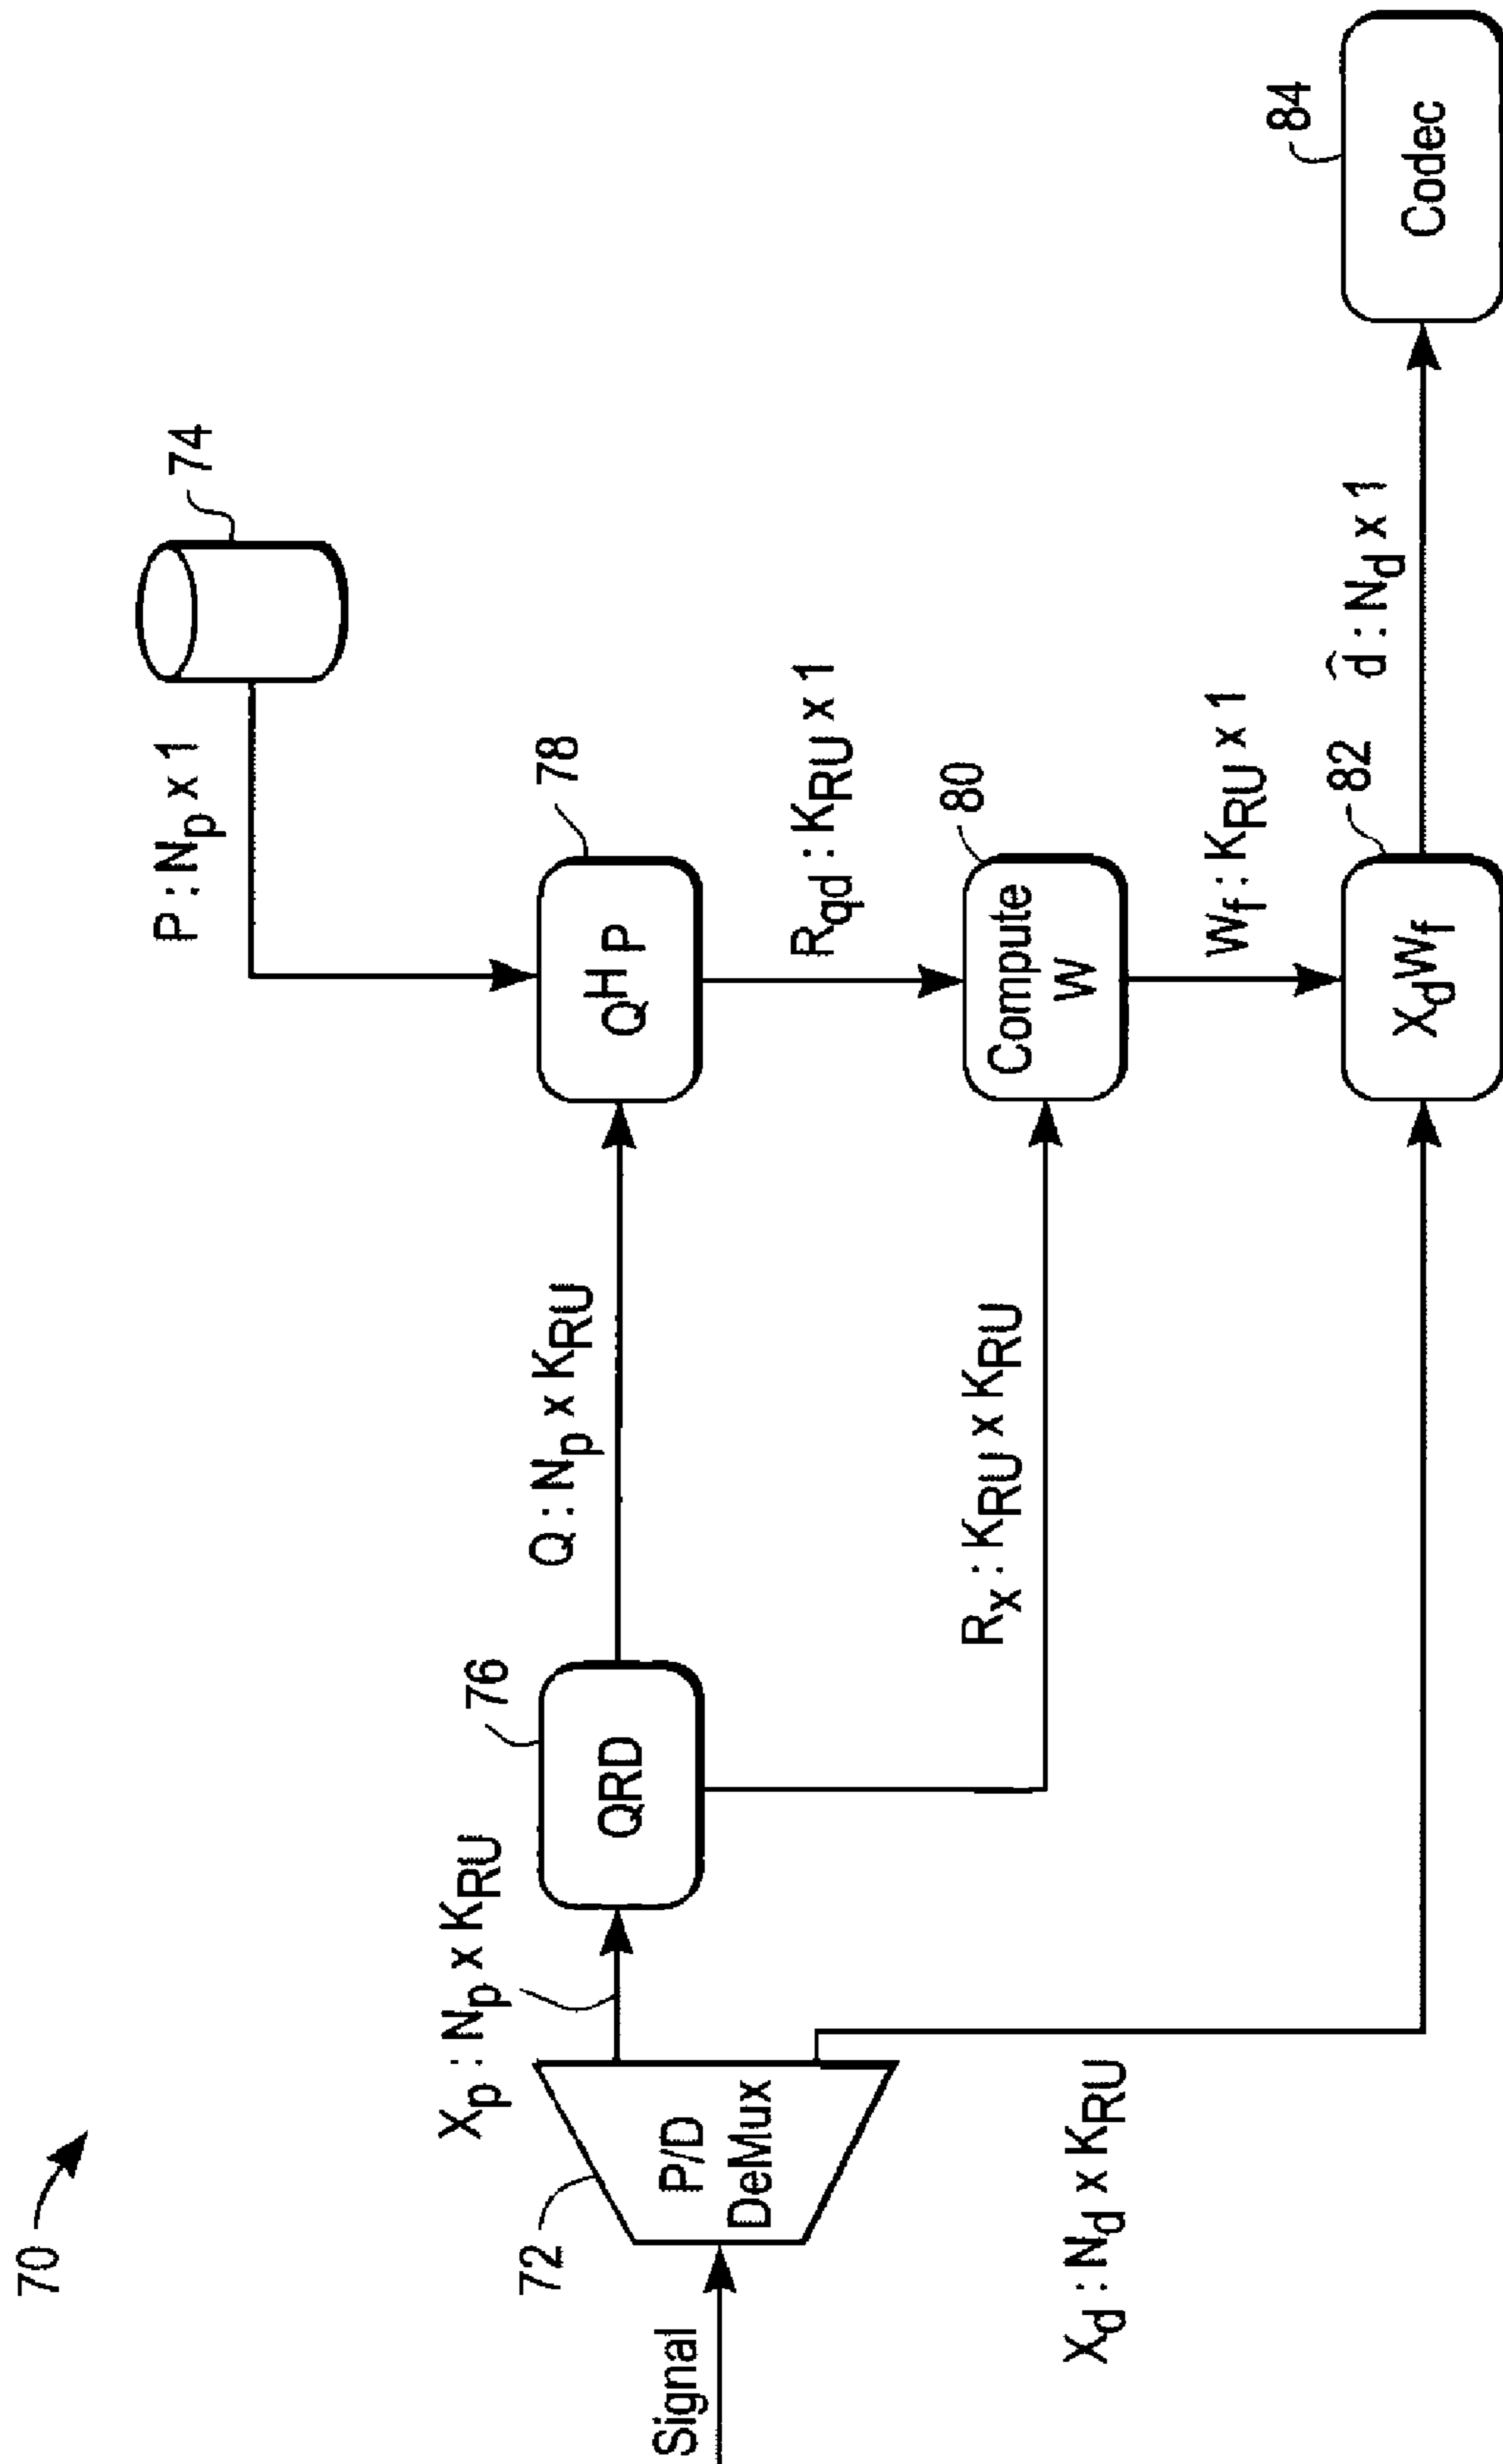 70
Signal
72
P/D
DeMux
X_p : N_p x K_RU
X_d : N_d x K_RU
76
QRD
Q : N_p x K_RU
R_x : K_RU x K_RU
P : N_p x 1
74
78
Q^H P
R_qd : K_RU x 1
80
Compute
W
W_f : K_RU x 1
82
X_d W_f
d̂ : N_d x 1
84
Codec